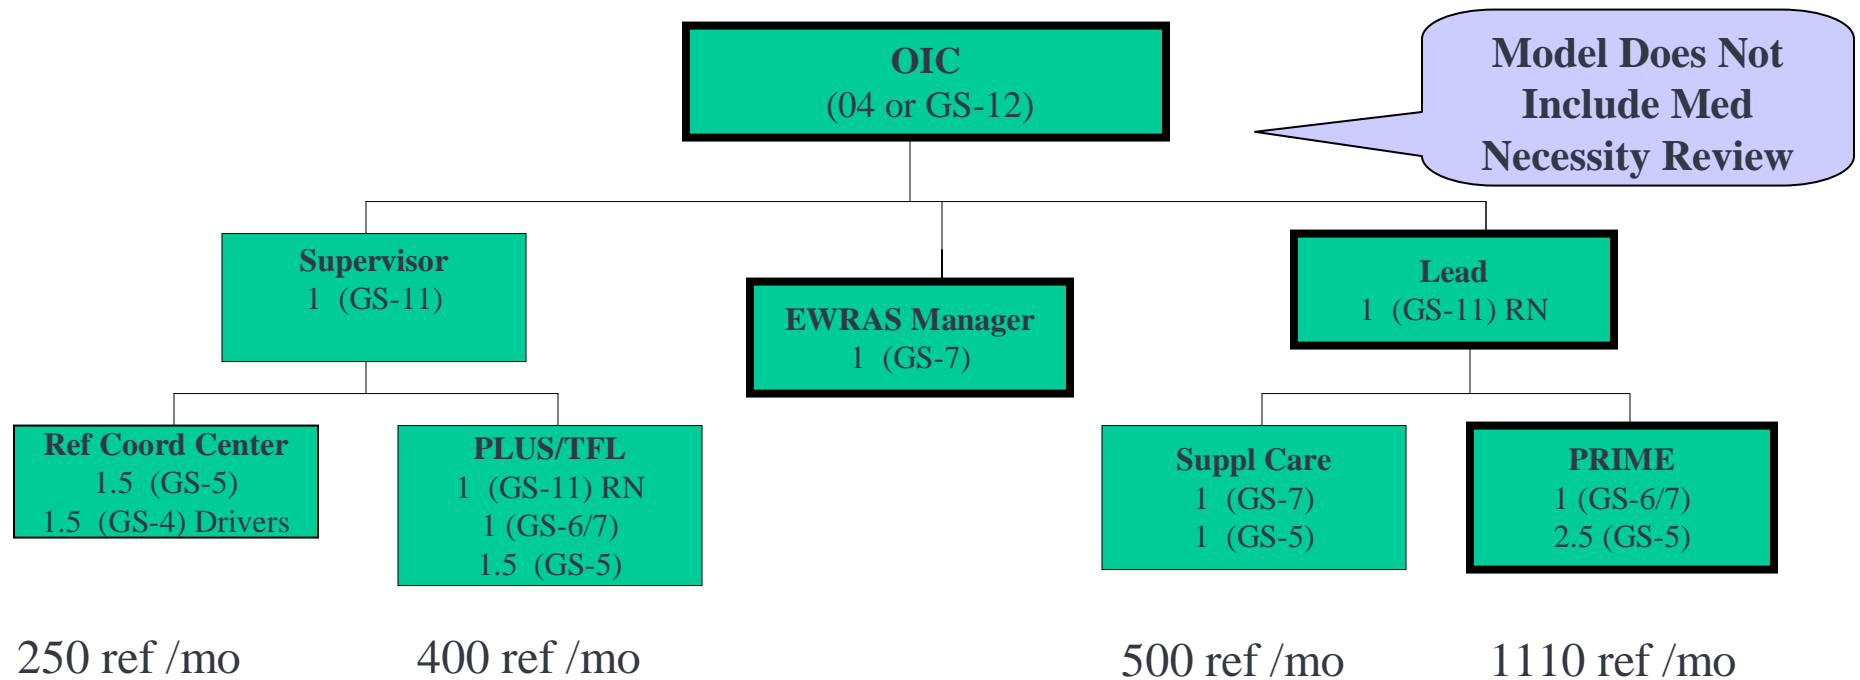 OIC
(04 or GS-12)
Model Does Not
Include Med
Necessity Review
Supervisor
1 (GS-11)
EWRAS Manager
1 (GS-7)
Lead
1 (GS-11) RN
Ref Coord Center
1.5 (GS-5)
1.5 (GS-4) Drivers
PLUS/TFL
1 (GS-11) RN
1 (GS-6/7)
1.5 (GS-5)
Suppl Care
1 (GS-7)
1 (GS-5)
PRIME
1 (GS-6/7)
2.5 (GS-5)
250 ref /mo
400 ref /mo
500 ref /mo
1110 ref /mo